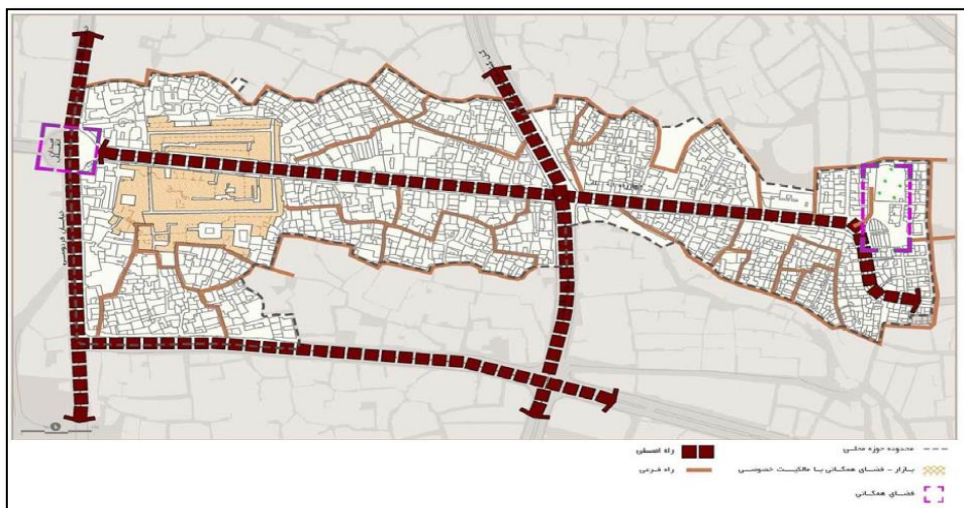 محدوده حوزه محلی
بازار - فضای همگانی با مالکیت خصوصی
فضای همگانی
راه اصلی
راه فرعی